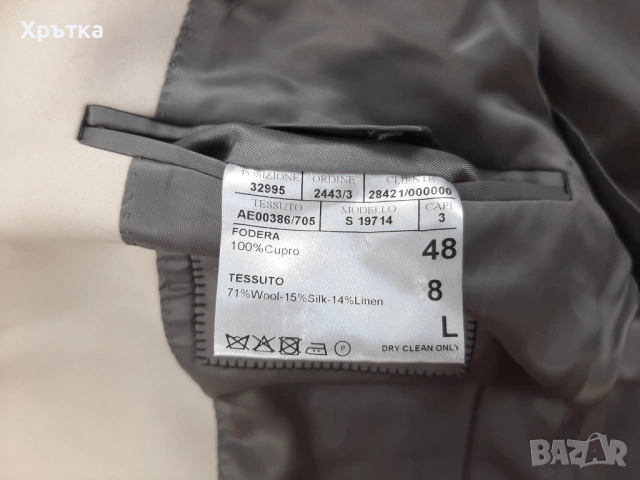 Хрътка
POSIZIONE ORDINE CLIENTE
32995 2443/3 28421/000000
TESSUTO MODELLO CAPI
AE00386/705 S 19714 3
FODERA
100%Cupro
48
TESSUTO
71%Wool-15%Silk-14%Linen
8
L
P
DRY CLEAN ONLY
BAZAR